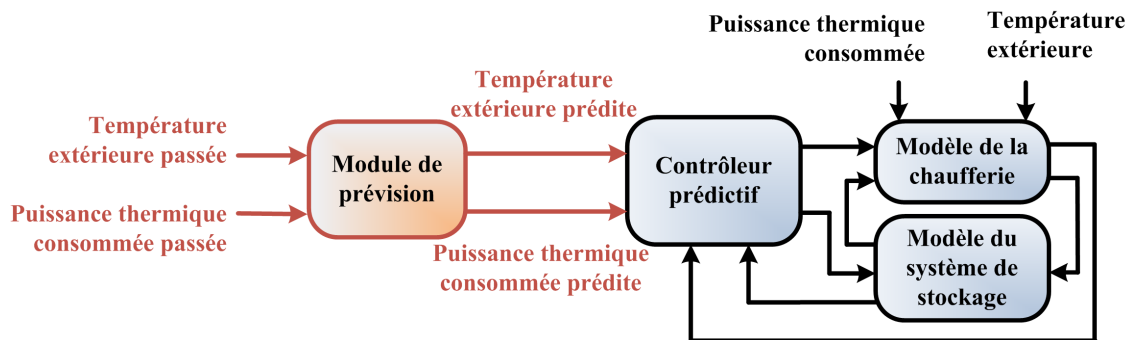 Puissance thermique
consommée
Température
extérieure
Température
extérieure prédite
Température
extérieure passée
Module de
prévision
Contrôleur
prédictif
Modèle de la
chaufferie
Puissance thermique
consommée passée
Puissance thermique
consommée prédite
Modèle du
système de
stockage